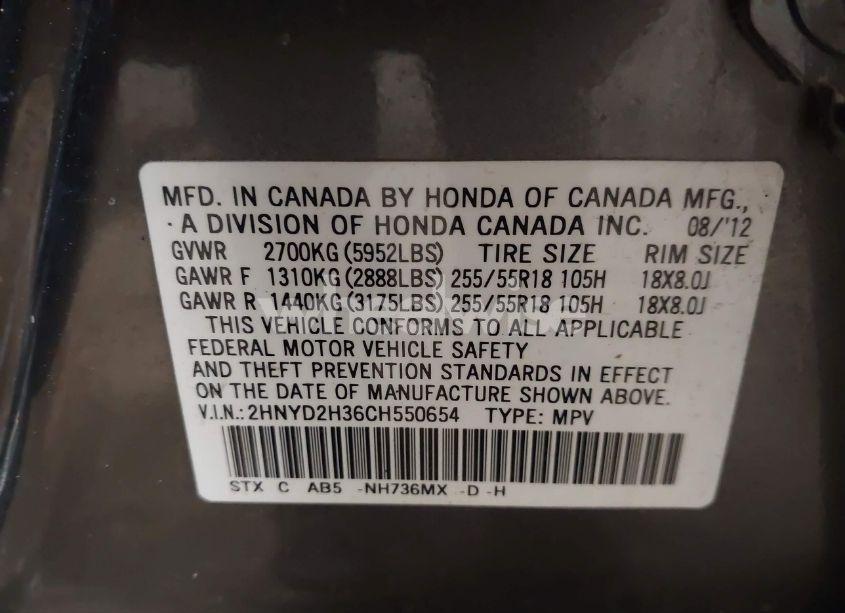 MFD. IN CANADA BY HONDA OF CANADA MFG.,
A DIVISION OF HONDA CANADA INC. 08/'12
GVWR 2700KG (5952LBS) TIRE SIZE RIM SIZE
GAWR F 1310KG (2888LBS) 255/55R18 105H 18X8.0J
GAWR R 1440KG (3175LBS) 255/55R18 105H 18X8.0J
THIS VEHICLE CONFORMS TO ALL APPLICABLE
FEDERAL MOTOR VEHICLE SAFETY
AND THEFT PREVENTION STANDARDS IN EFFECT
ON THE DATE OF MANUFACTURE SHOWN ABOVE.
V.I.N.: 2HNYD2H36CH550654 TYPE: MPV
STX C AB5 -NH736MX -D -H